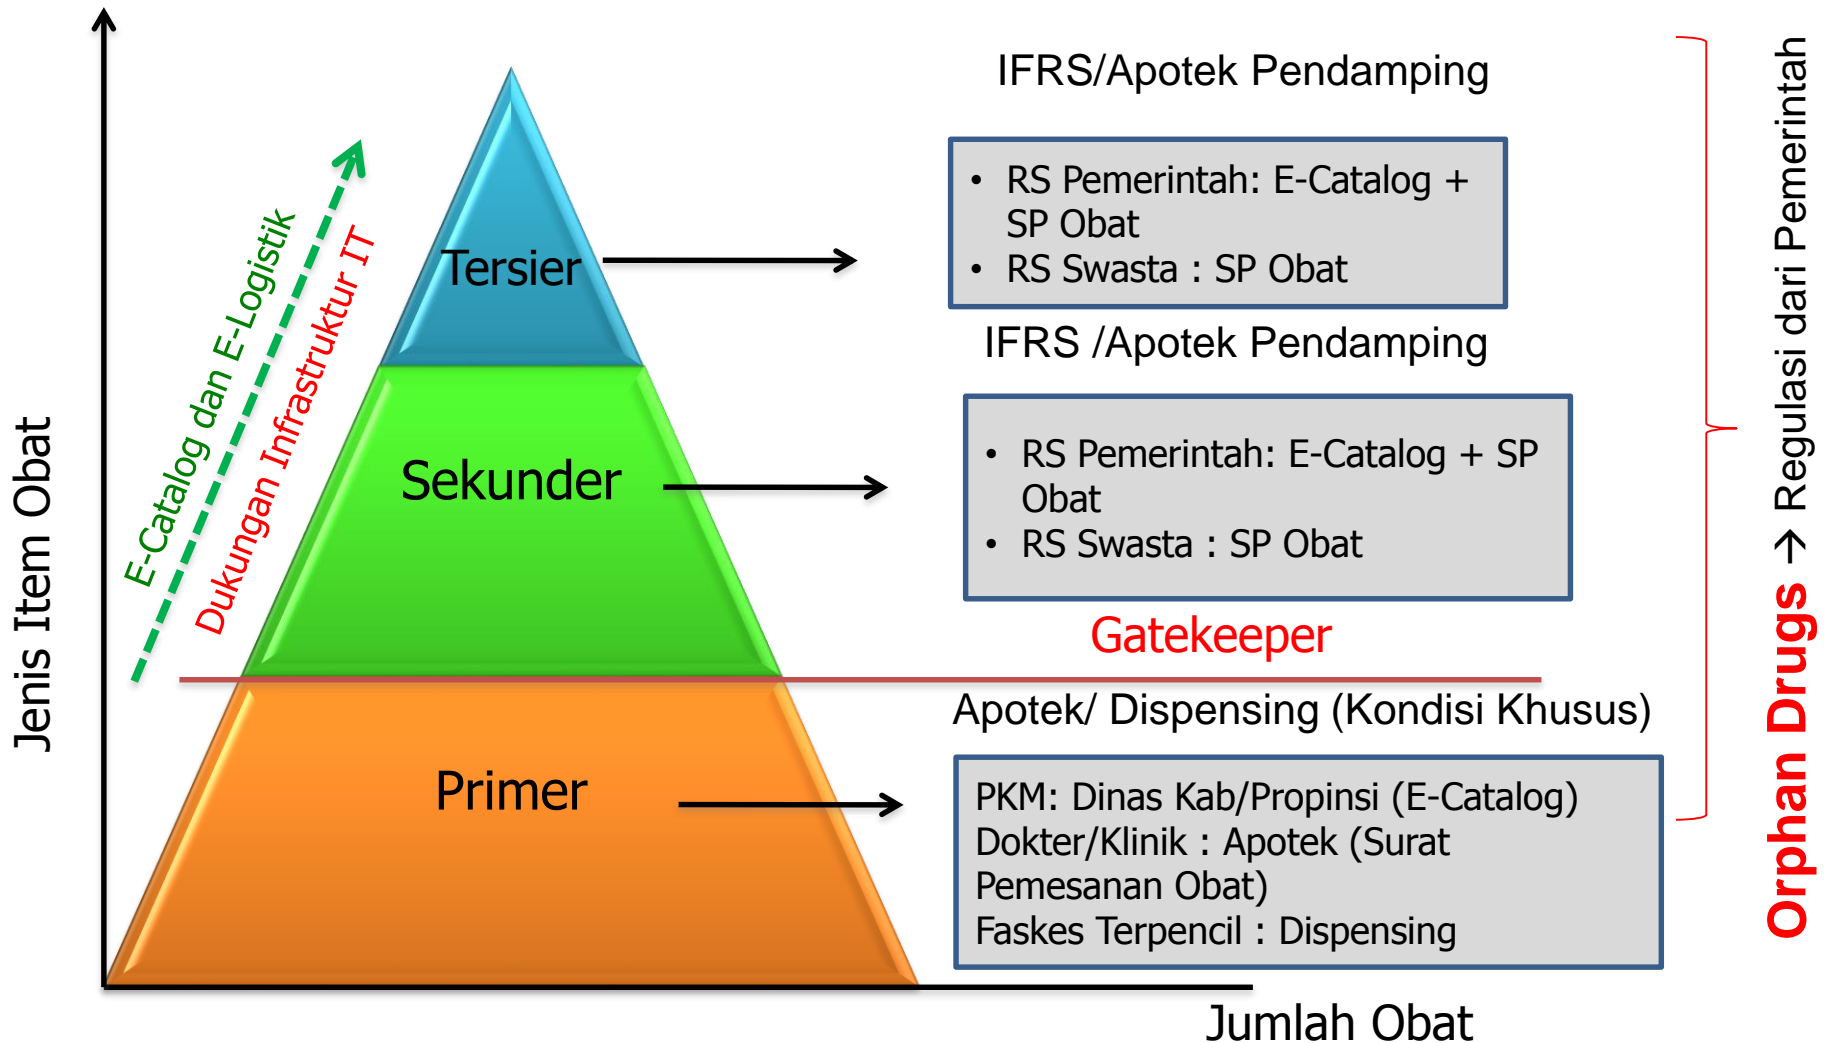 Jenis Item Obat
E-Catalog dan E-Logistik
Dukungan Infrastruktur IT
Tersier
Sekunder
Primer
IFRS/Apotek Pendamping
• RS Pemerintah: E-Catalog +
SP Obat
• RS Swasta : SP Obat
IFRS /Apotek Pendamping
• RS Pemerintah: E-Catalog + SP
Obat
• RS Swasta : SP Obat
Gatekeeper
Apotek/ Dispensing (Kondisi Khusus)
PKM: Dinas Kab/Propinsi (E-Catalog)
Dokter/Klinik : Apotek (Surat
Pemesanan Obat)
Faskes Terpencil : Dispensing
Jumlah Obat
Orphan Drugs → Regulasi dari Pemerintah